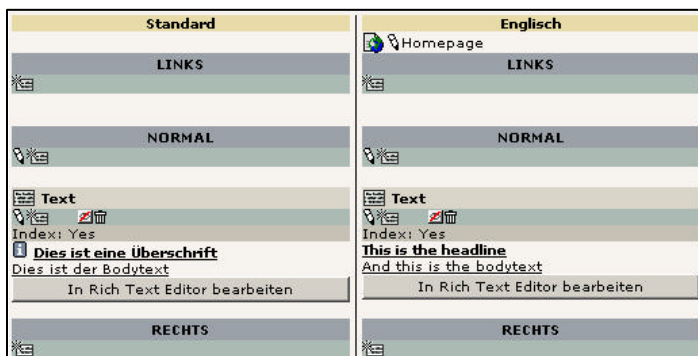 Standard
LINKS
NORMAL
Text
Index: Yes
Dies ist eine Überschrift
Dies ist der Bodytext
In Rich Text Editor bearbeiten
RECHTS
Englisch
Homepage
LINKS
NORMAL
Text
Index: Yes
This is the headline
And this is the bodytext
In Rich Text Editor bearbeiten
RECHTS